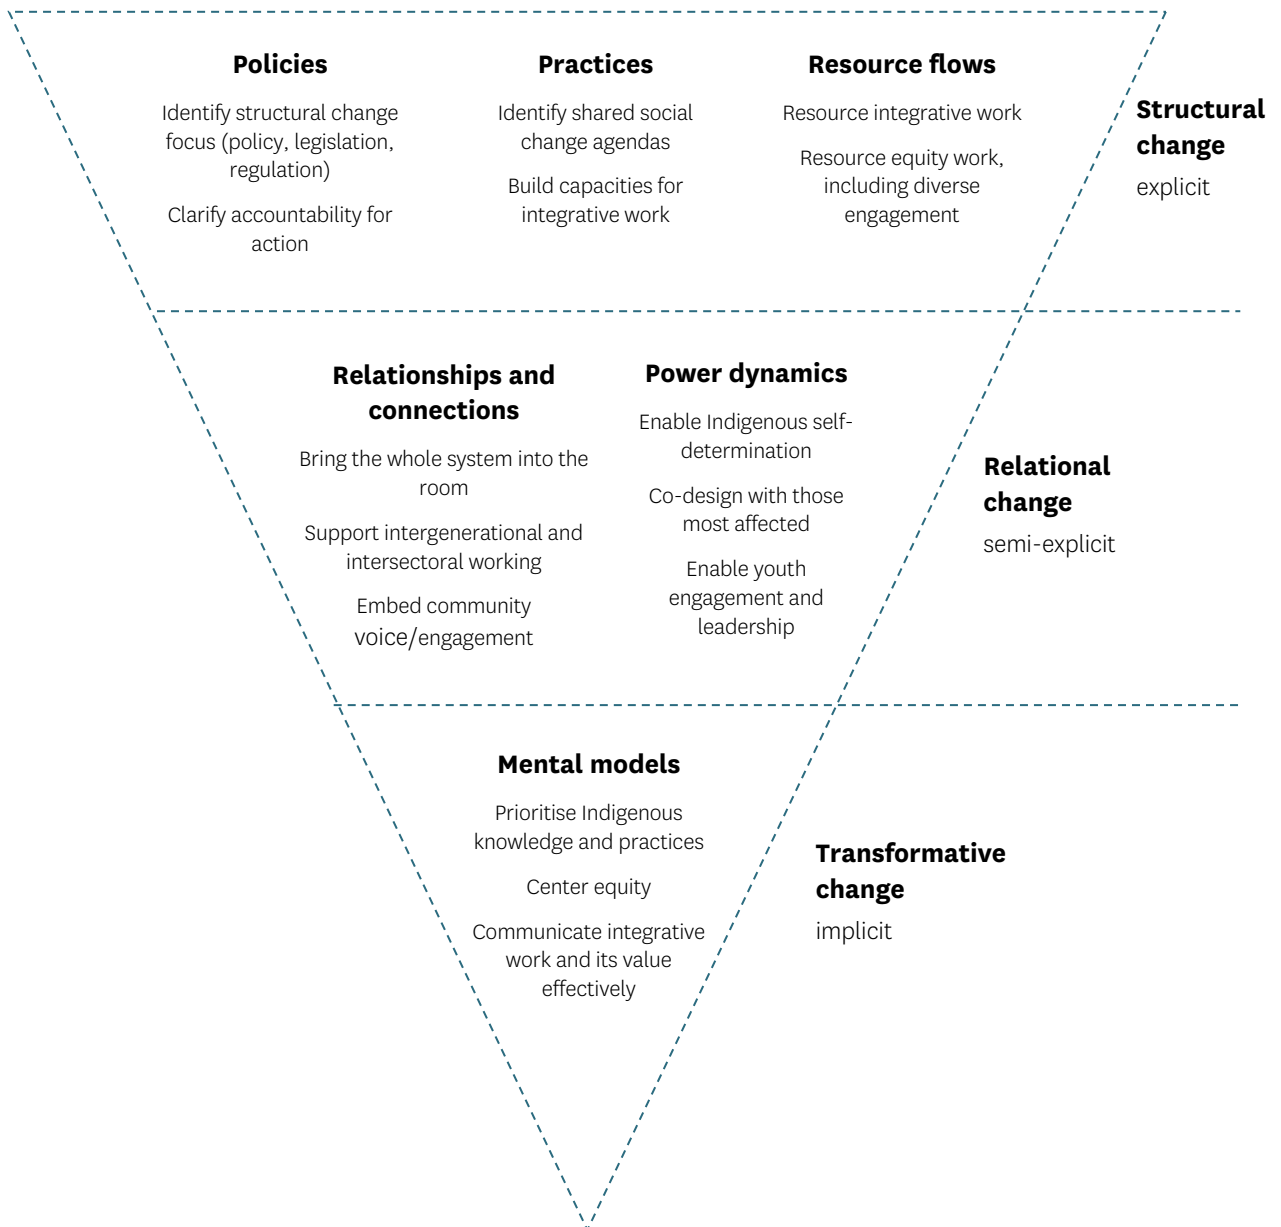 Policies
Identify structural change
focus (policy, legislation,
regulation)
Clarify accountability for
action
Practices
Identify shared social
change agendas
Build capacities for
integrative work
Resource flows
Resource integrative work
Resource equity work,
including diverse
engagement
Structural
change
explicit
Relationships and
connections
Bring the whole system into the
room
Support intergenerational and
intersectoral working
Embed community
voice/engagement
Power dynamics
Enable Indigenous self-
determination
Co-design with those
most affected
Enable youth
engagement and
leadership
Relational
change
semi-explicit
Mental models
Prioritise Indigenous
knowledge and practices
Center equity
Communicate integrative
work and its value
effectively
Transformative
change
implicit